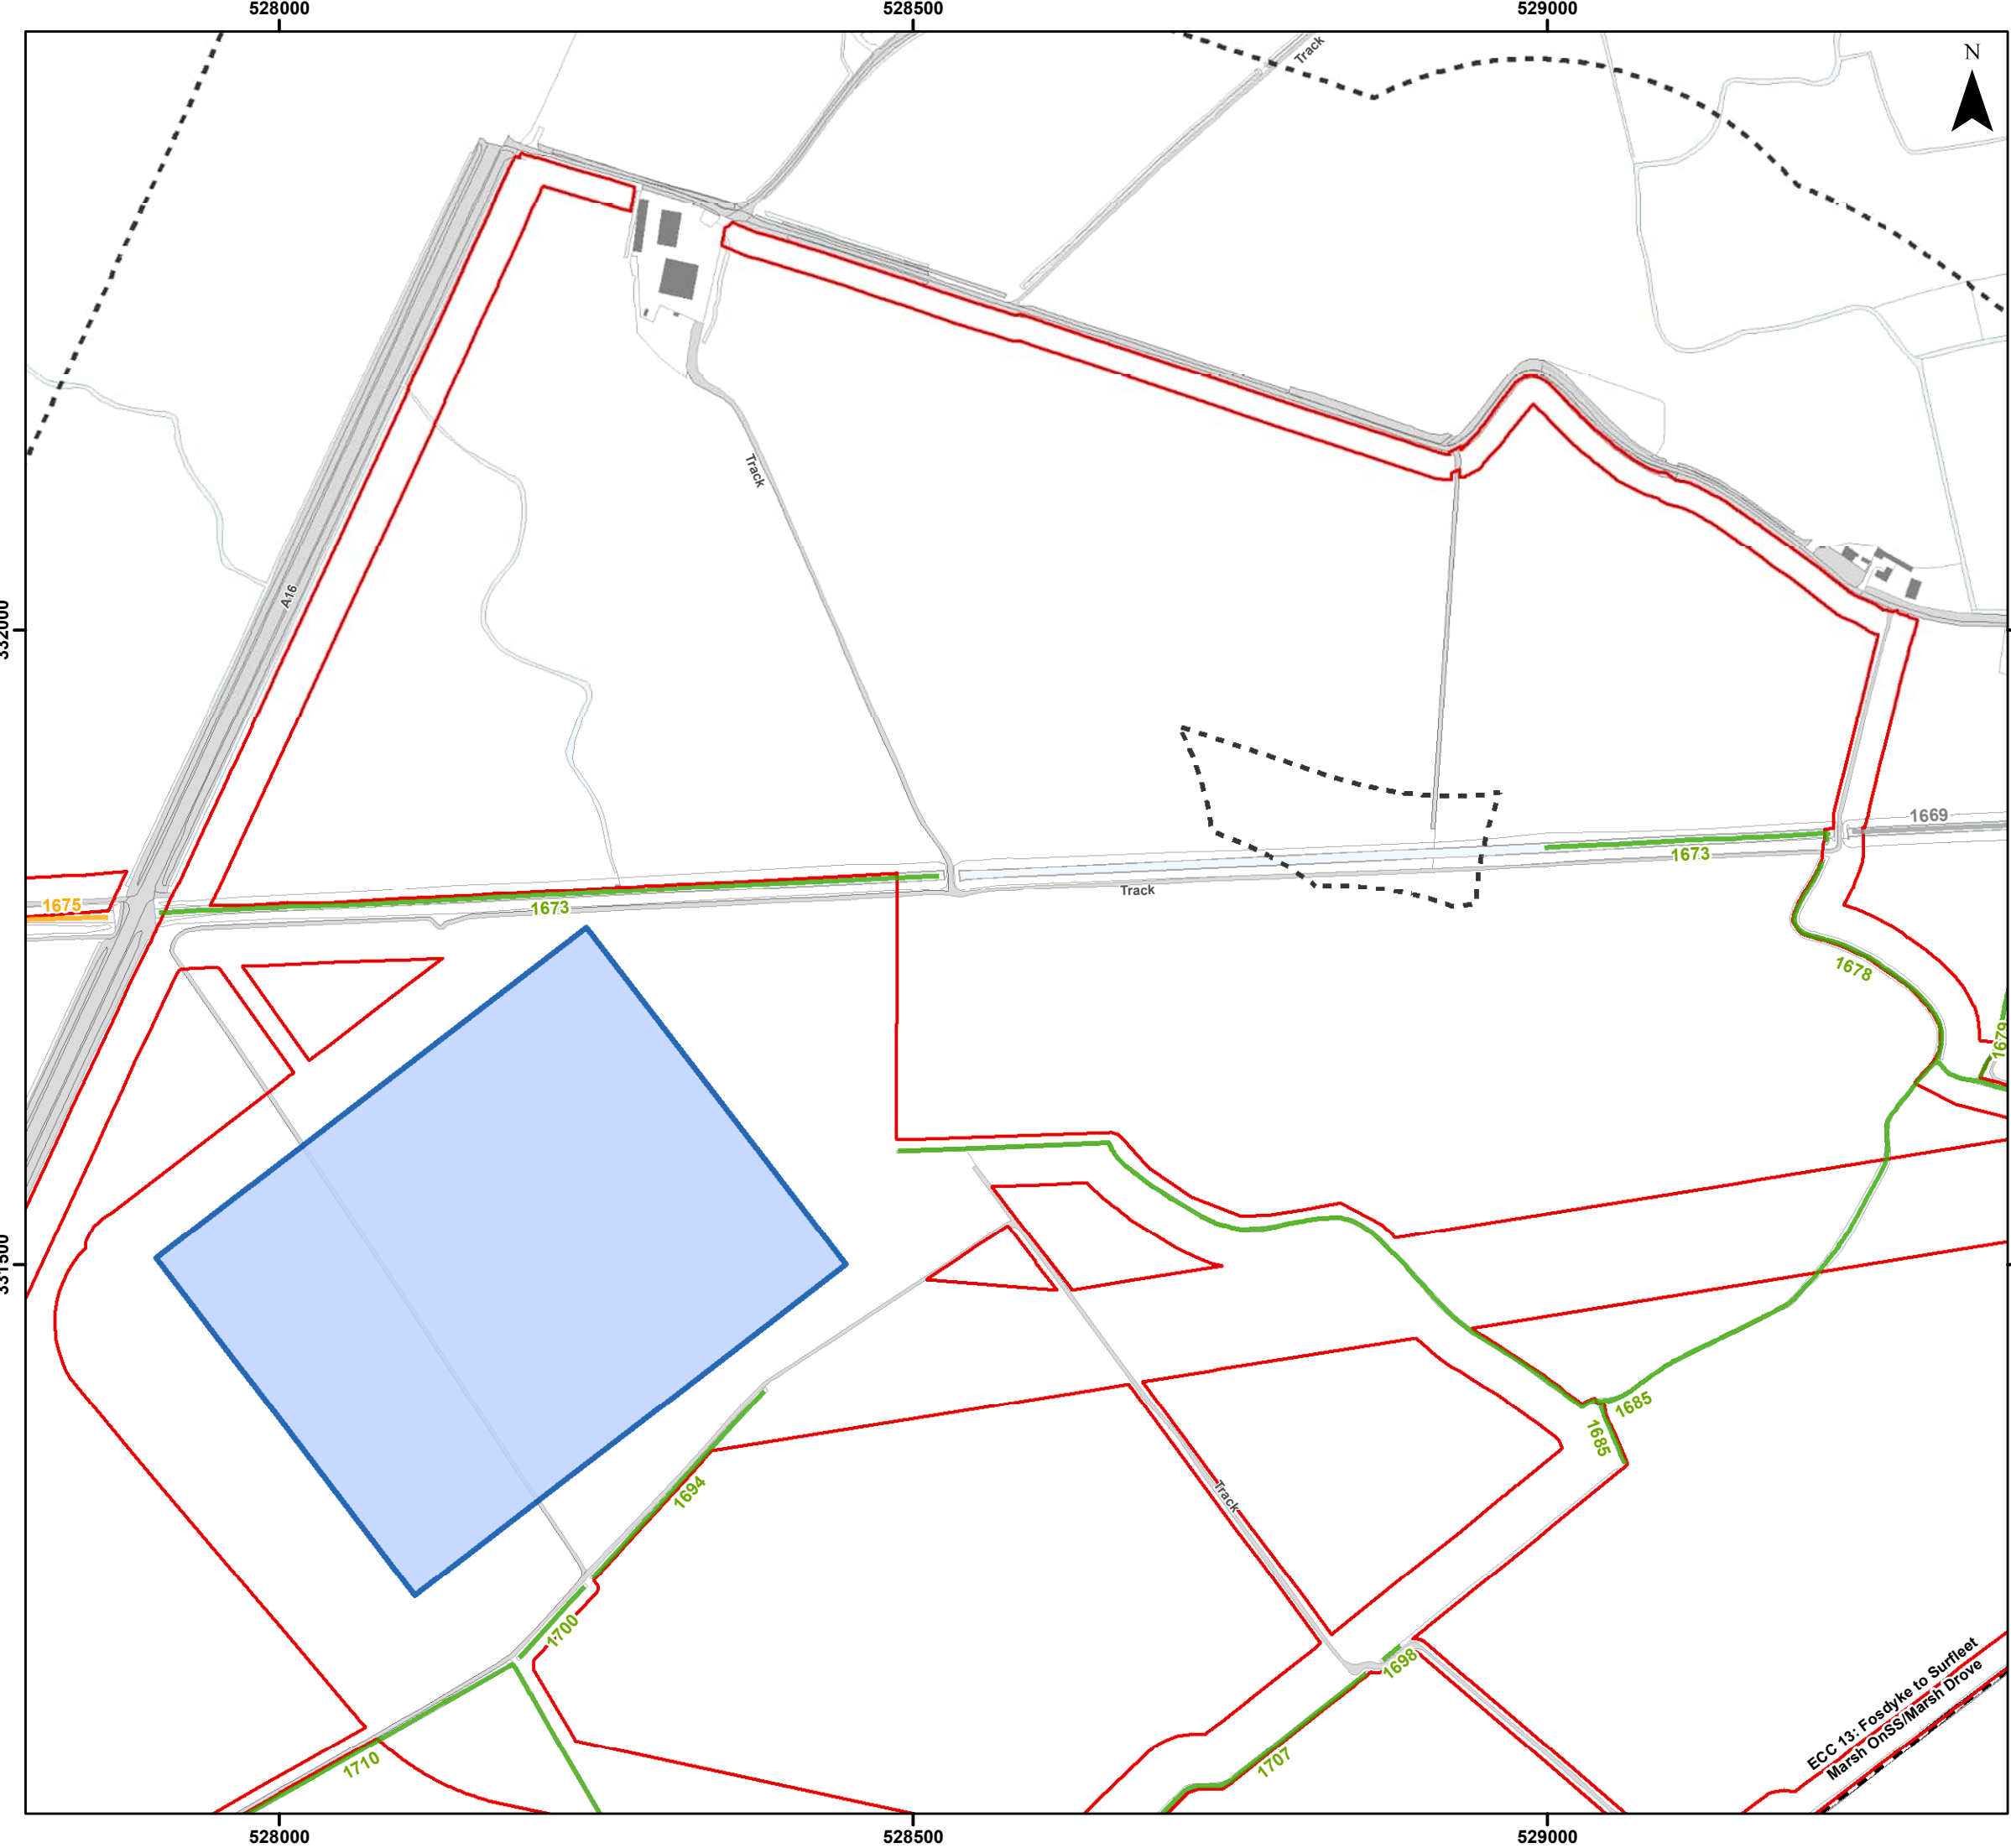 528000
528500
529000
N
Track
Track
A16
332000
1669
1673
Track
1675
1673
1678
1679
331500
1685
1685
1694
Track
1700
1698
1710
1707
ECC 13: Fosdyke to Surfleet
Marsh OnSS/Marsh Drove
528000
528500
529000